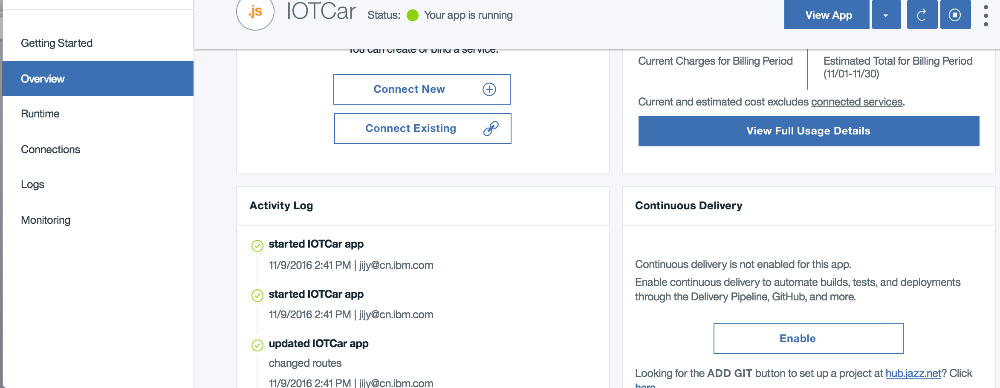 .js
IOTCar
Status: Your app is running
View App
Getting Started
Overview
Runtime
Connections
Logs
Monitoring
You can create or bind a service.
Connect New
Connect Existing
Current Charges for Billing Period
Estimated Total for Billing Period
(11/01-11/30)
Current and estimated cost excludes connected services.
View Full Usage Details
Activity Log
started IOTCar app
11/9/2016 2:41 PM | jijy@cn.ibm.com
started IOTCar app
11/9/2016 2:41 PM | jijy@cn.ibm.com
updated IOTCar app
changed routes
11/9/2016 2:41 PM | jijy@cn.ibm.com
Continuous Delivery
Continuous delivery is not enabled for this app.
Enable continuous delivery to automate builds, tests, and deployments
through the Delivery Pipeline, GitHub, and more.
Enable
Looking for the ADD GIT button to set up a project at hub.jazz.net? Click
here